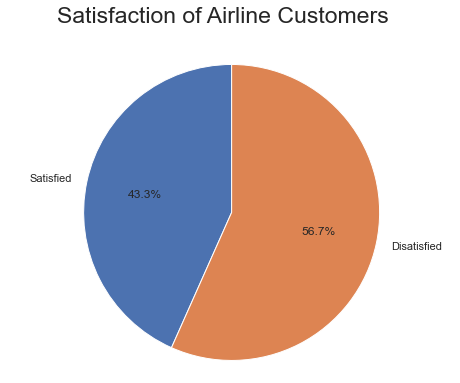 Satisfaction of Airline Customers
Satisfied
43.3%
56.7%
Disatisfied